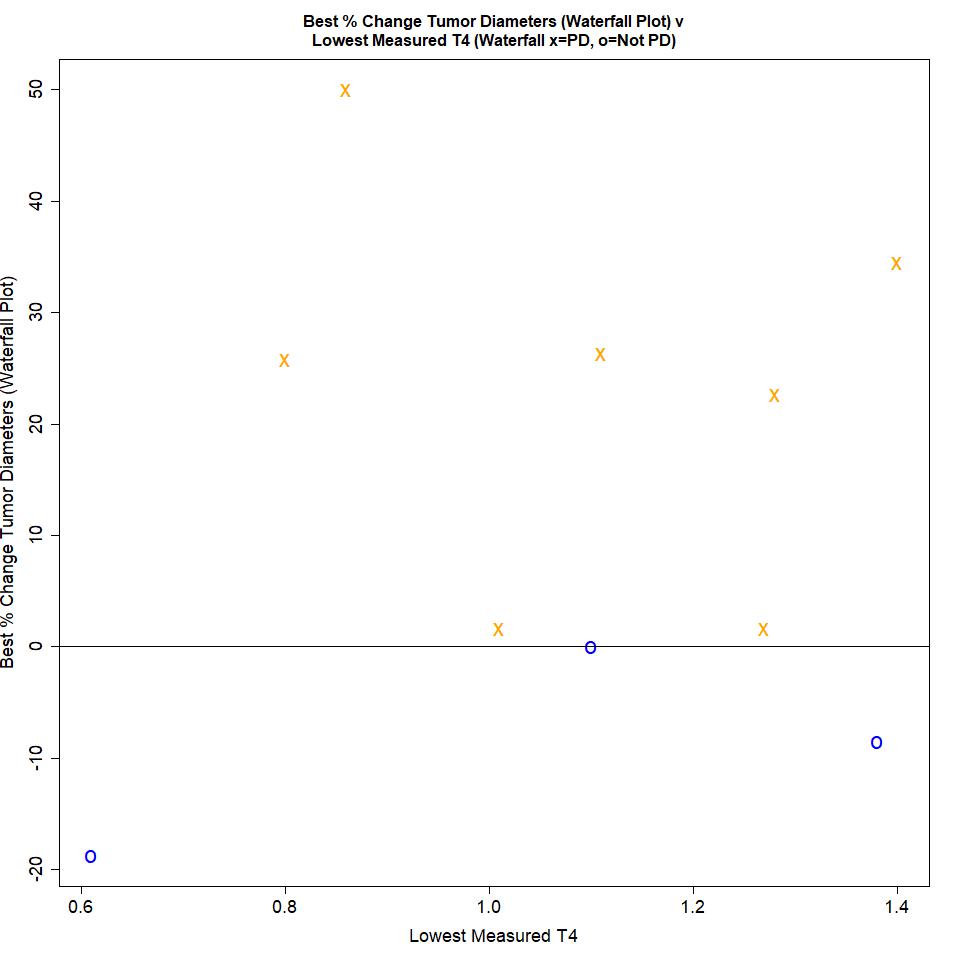 Best % Change Tumor Diameters (Waterfall Plot) v
Lowest Measured T4 (Waterfall x=PD, o=Not PD)
Best % Change Tumor Diameters (Waterfall Plot)
50
40
30
20
10
0
-10
-20
X
X
X
X
X
X
X
O
O
O
0.6
0.8
1.0
1.2
1.4
Lowest Measured T4